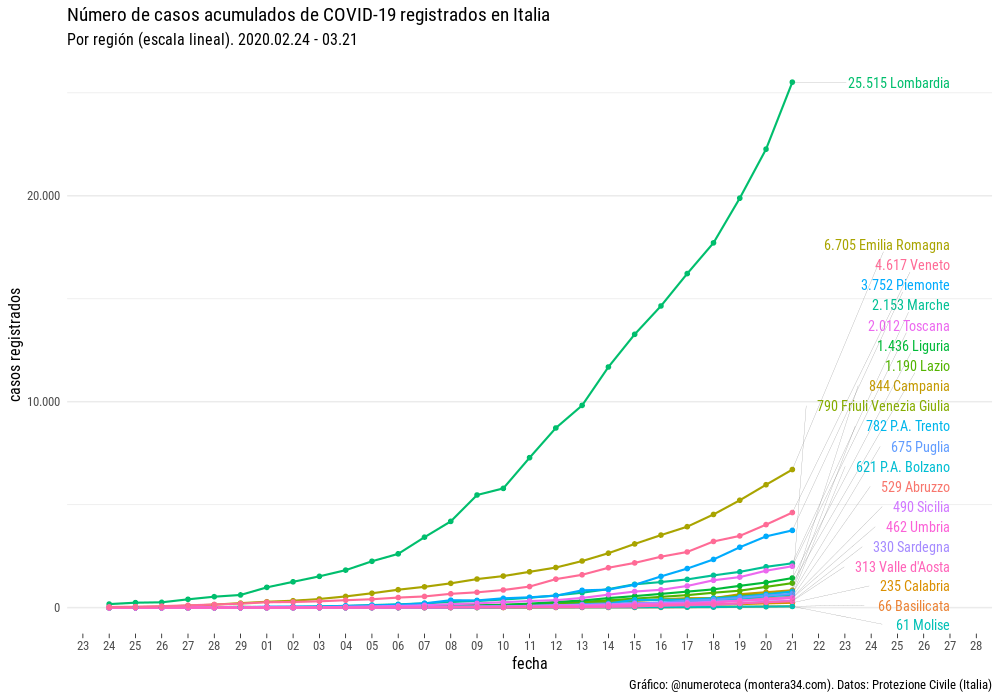 Número de casos acumulados de COVID-19 registrados en Italia
Por región (escala lineal). 2020.02.24 - 03.21
casos registrados
20.000
10.000
0
25.515 Lombardia
6.705 Emilia Romagna
4.617 Veneto
3.752 Piemonte
2.153 Marche
2.012 Toscana
1.436 Liguria
1.190 Lazio
844 Campania
790 Friuli Venezia Giulia
782 P.A. Trento
675 Puglia
621 P.A. Bolzano
529 Abruzzo
490 Sicilia
462 Umbria
330 Sardegna
313 Valle d'Aosta
235 Calabria
66 Basilicata
61 Molise
23 24 25 26 27 28 29 01 02 03 04 05 06 07 08 09 10 11 12 13 14 15 16 17 18 19 20 21 22 23 24 25 26 27 28
fecha
Gráfico: @numeroteca (montera34.com). Datos: Protezione Civile (Italia)